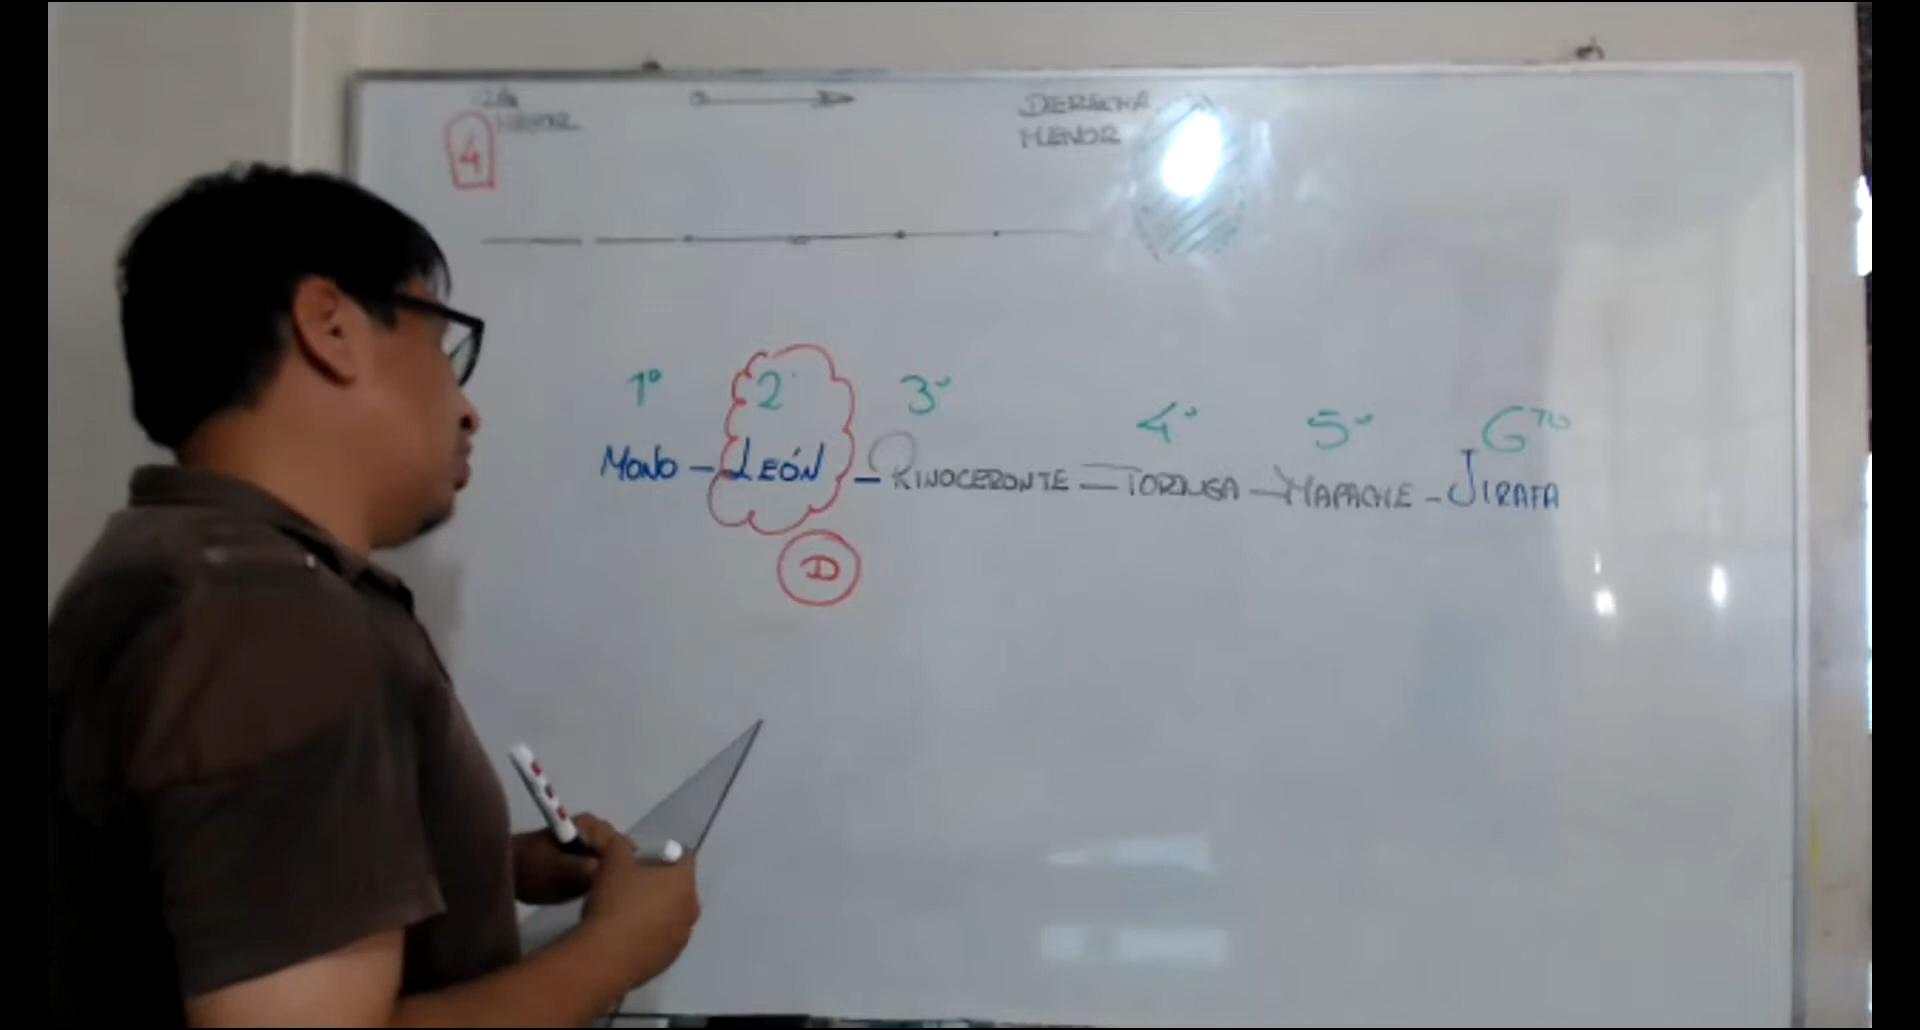 DERECHA
MENOR
4
1° 2° 3° 4° 5° 6TO
MONO - LEÓN - RINOCERONTE - TORTUGA - MAPACHE - JIRAFA
D